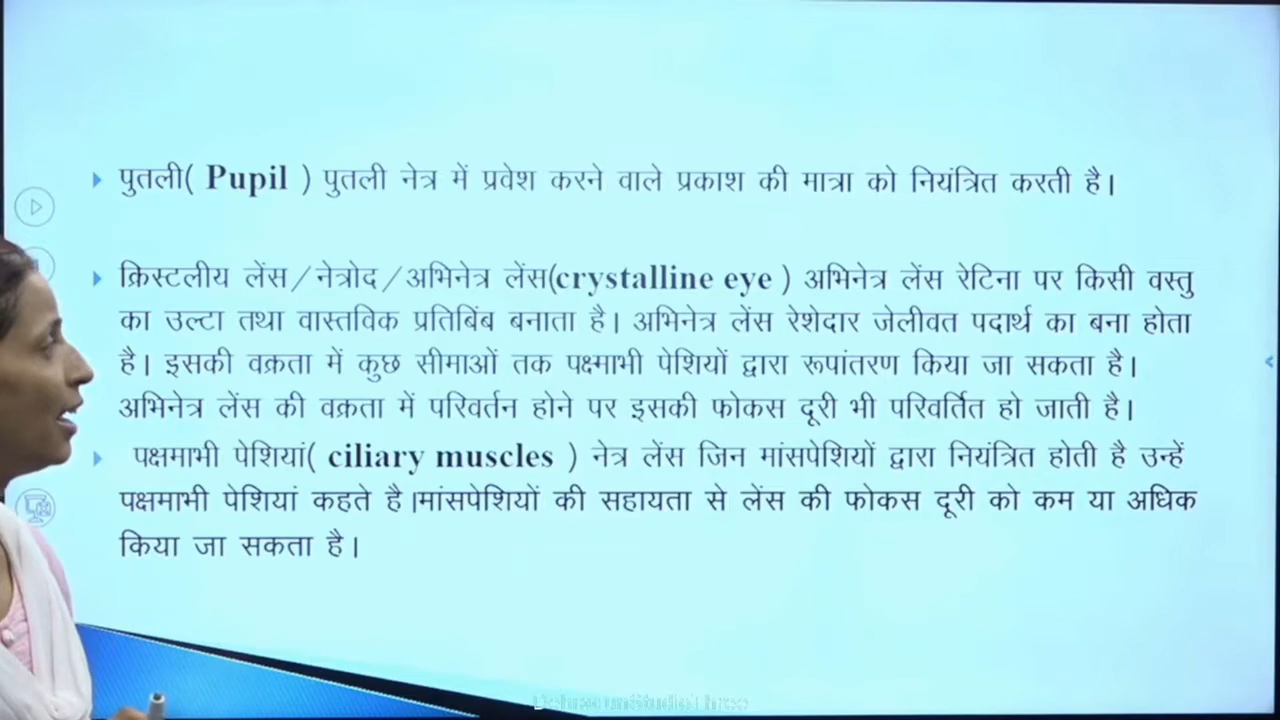 पुतली( Pupil ) पुतली नेत्र में प्रवेश करने वाले प्रकाश की मात्रा को नियंत्रित करती है।
क्रिस्टलीय लेंस/नेत्रोद/अभिनेत्र लेंस(crystalline eye ) अभिनेत्र लेंस रेटिना पर किसी वस्तु
का उल्टा तथा वास्तविक प्रतिबिंब बनाता है। अभिनेत्र लेंस रेशेदार जेलीवत पदार्थ का बना होता
है। इसकी वक्रता में कुछ सीमाओं तक पक्ष्माभी पेशियों द्वारा रूपांतरण किया जा सकता है।
अभिनेत्र लेंस की वक्रता में परिवर्तन होने पर इसकी फोकस दूरी भी परिवर्तित हो जाती है।
पक्षमाभी पेशियां( ciliary muscles ) नेत्र लेंस जिन मांसपेशियों द्वारा नियंत्रित होती है उन्हें
पक्षमाभी पेशियां कहते है।मांसपेशियों की सहायता से लेंस की फोकस दूरी को कम या अधिक
किया जा सकता है।